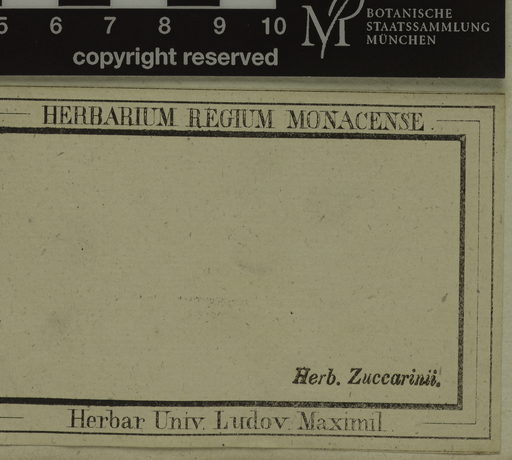 5 6 7 8 9 10
copyright reserved
BOTANISCHE
STAATSSAMMLUNG
MÜNCHEN
HERBARIUM REGIUM MONACENSE.
Herb. Zuccarinii.
Herbar Univ. Ludov. Maximil.